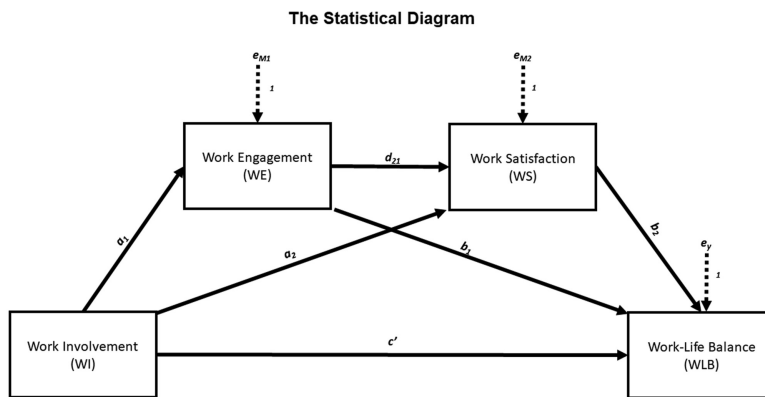 The Statistical Diagram
eM1
eM2
1
1
Work Engagement
(WE)
d21
Work Satisfaction
(WS)
a1
a2
b1
b2
ey
1
Work Involvement
(WI)
c'
Work-Life Balance
(WLB)